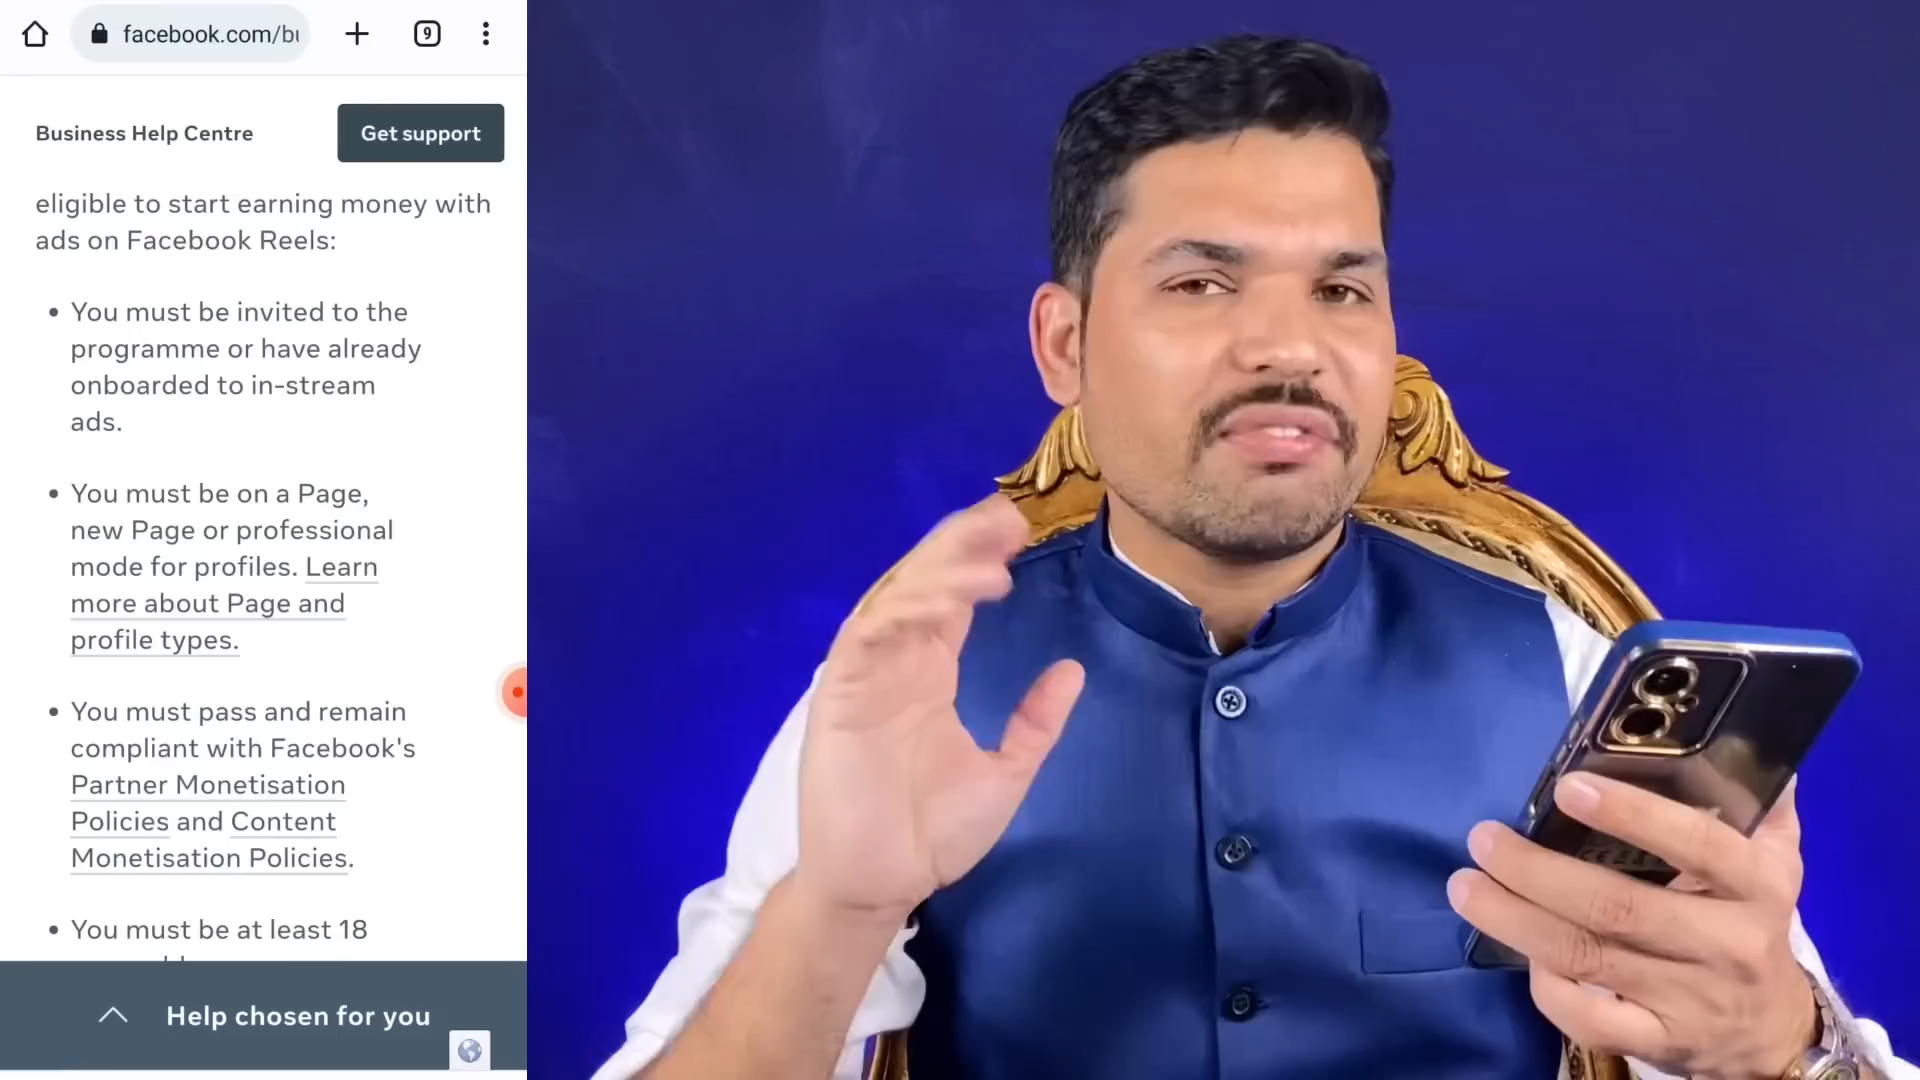 facebook.com/bu
9
Business Help Centre
Get support
eligible to start earning money with
ads on Facebook Reels:
• You must be invited to the
programme or have already
onboarded to in-stream
ads.
• You must be on a Page,
new Page or professional
mode for profiles. Learn
more about Page and
profile types.
• You must pass and remain
compliant with Facebook's
Partner Monetisation
Policies and Content
Monetisation Policies.
• You must be at least 18
Help chosen for you